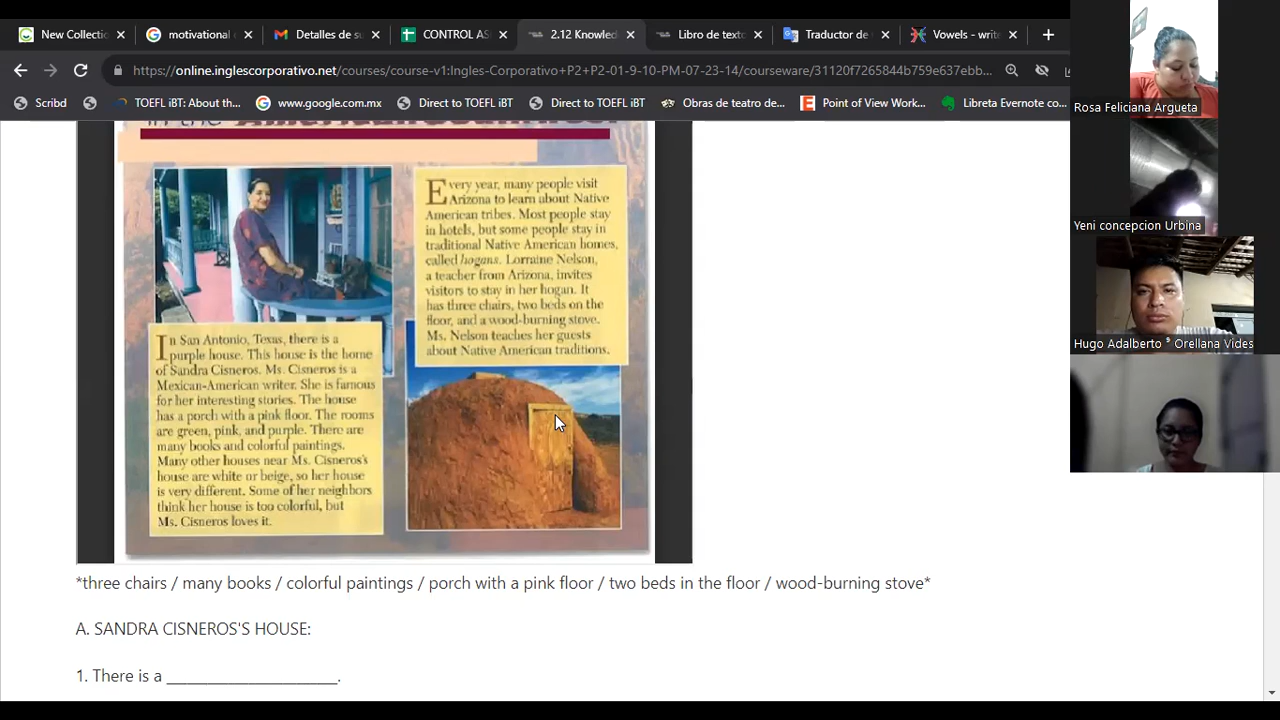 New Collecti
motivational
Detalles de su
CONTROL AS
2.12 Knowled
Libro de texto
Traductor de
Vowels - write
https://online.inglescorporativo.net/courses/course-v1:Ingles-Corporativo+P2+P2-01-9-10-PM-07-23-14/courseware/31120f7265844b759e637ebb...
Scribd
TOEFL iBT: About th...
www.google.com.mx
Direct to TOEFL iBT
Direct to TOEFL iBT
Obras de teatro de...
Point of View Work...
Libreta Evernote co...
in the
Every year, many people visit
Arizona to learn about Native
American tribes. Most people stay
in hotels, but some people stay in
traditional Native American homes,
called hogans. Lorraine Nelson,
a teacher from Arizona, invites
visitors to stay in her hogan. It
has three chairs, two beds on the
floor, and a wood-burning stove.
Ms. Nelson teaches her guests
about Native American traditions.
In San Antonio, Texas, there is a
purple house. This house is the home
of Sandra Cisneros. Ms. Cisneros is a
Mexican-American writer. She is famous
for her interesting stories. The house
has a porch with a pink floor. The rooms
are green, pink, and purple. There are
many books and colorful paintings.
Many other houses near Ms. Cisneros's
house are white or beige, so her house
is very different. Some of her neighbors
think her house is too colorful, but
Ms. Cisneros loves it.
*three chairs / many books / colorful paintings / porch with a pink floor / two beds in the floor / wood-burning stove*
A. SANDRA CISNEROS'S HOUSE:
1. There is a ______________________.
Rosa Feliciana Argueta
Yeni concepcion Urbina
Hugo Adalberto Orellana Vides